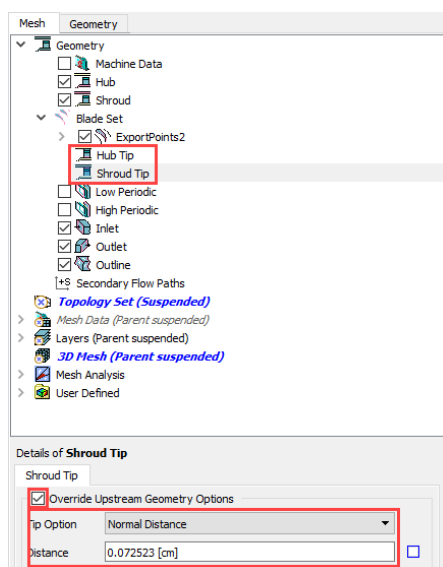 Mesh Geometry
Geometry
Machine Data
Hub
Shroud
Blade Set
ExportPoints2
Hub Tip
Shroud Tip
Low Periodic
High Periodic
Inlet
Outlet
Outline
Secondary Flow Paths
Topology Set (Suspended)
Mesh Data (Parent suspended)
Layers (Parent suspended)
3D Mesh (Parent suspended)
Mesh Analysis
User Defined
Details of Shroud Tip
Shroud Tip
Override Upstream Geometry Options
Tip Option Normal Distance
Distance 0.072523 [cm]